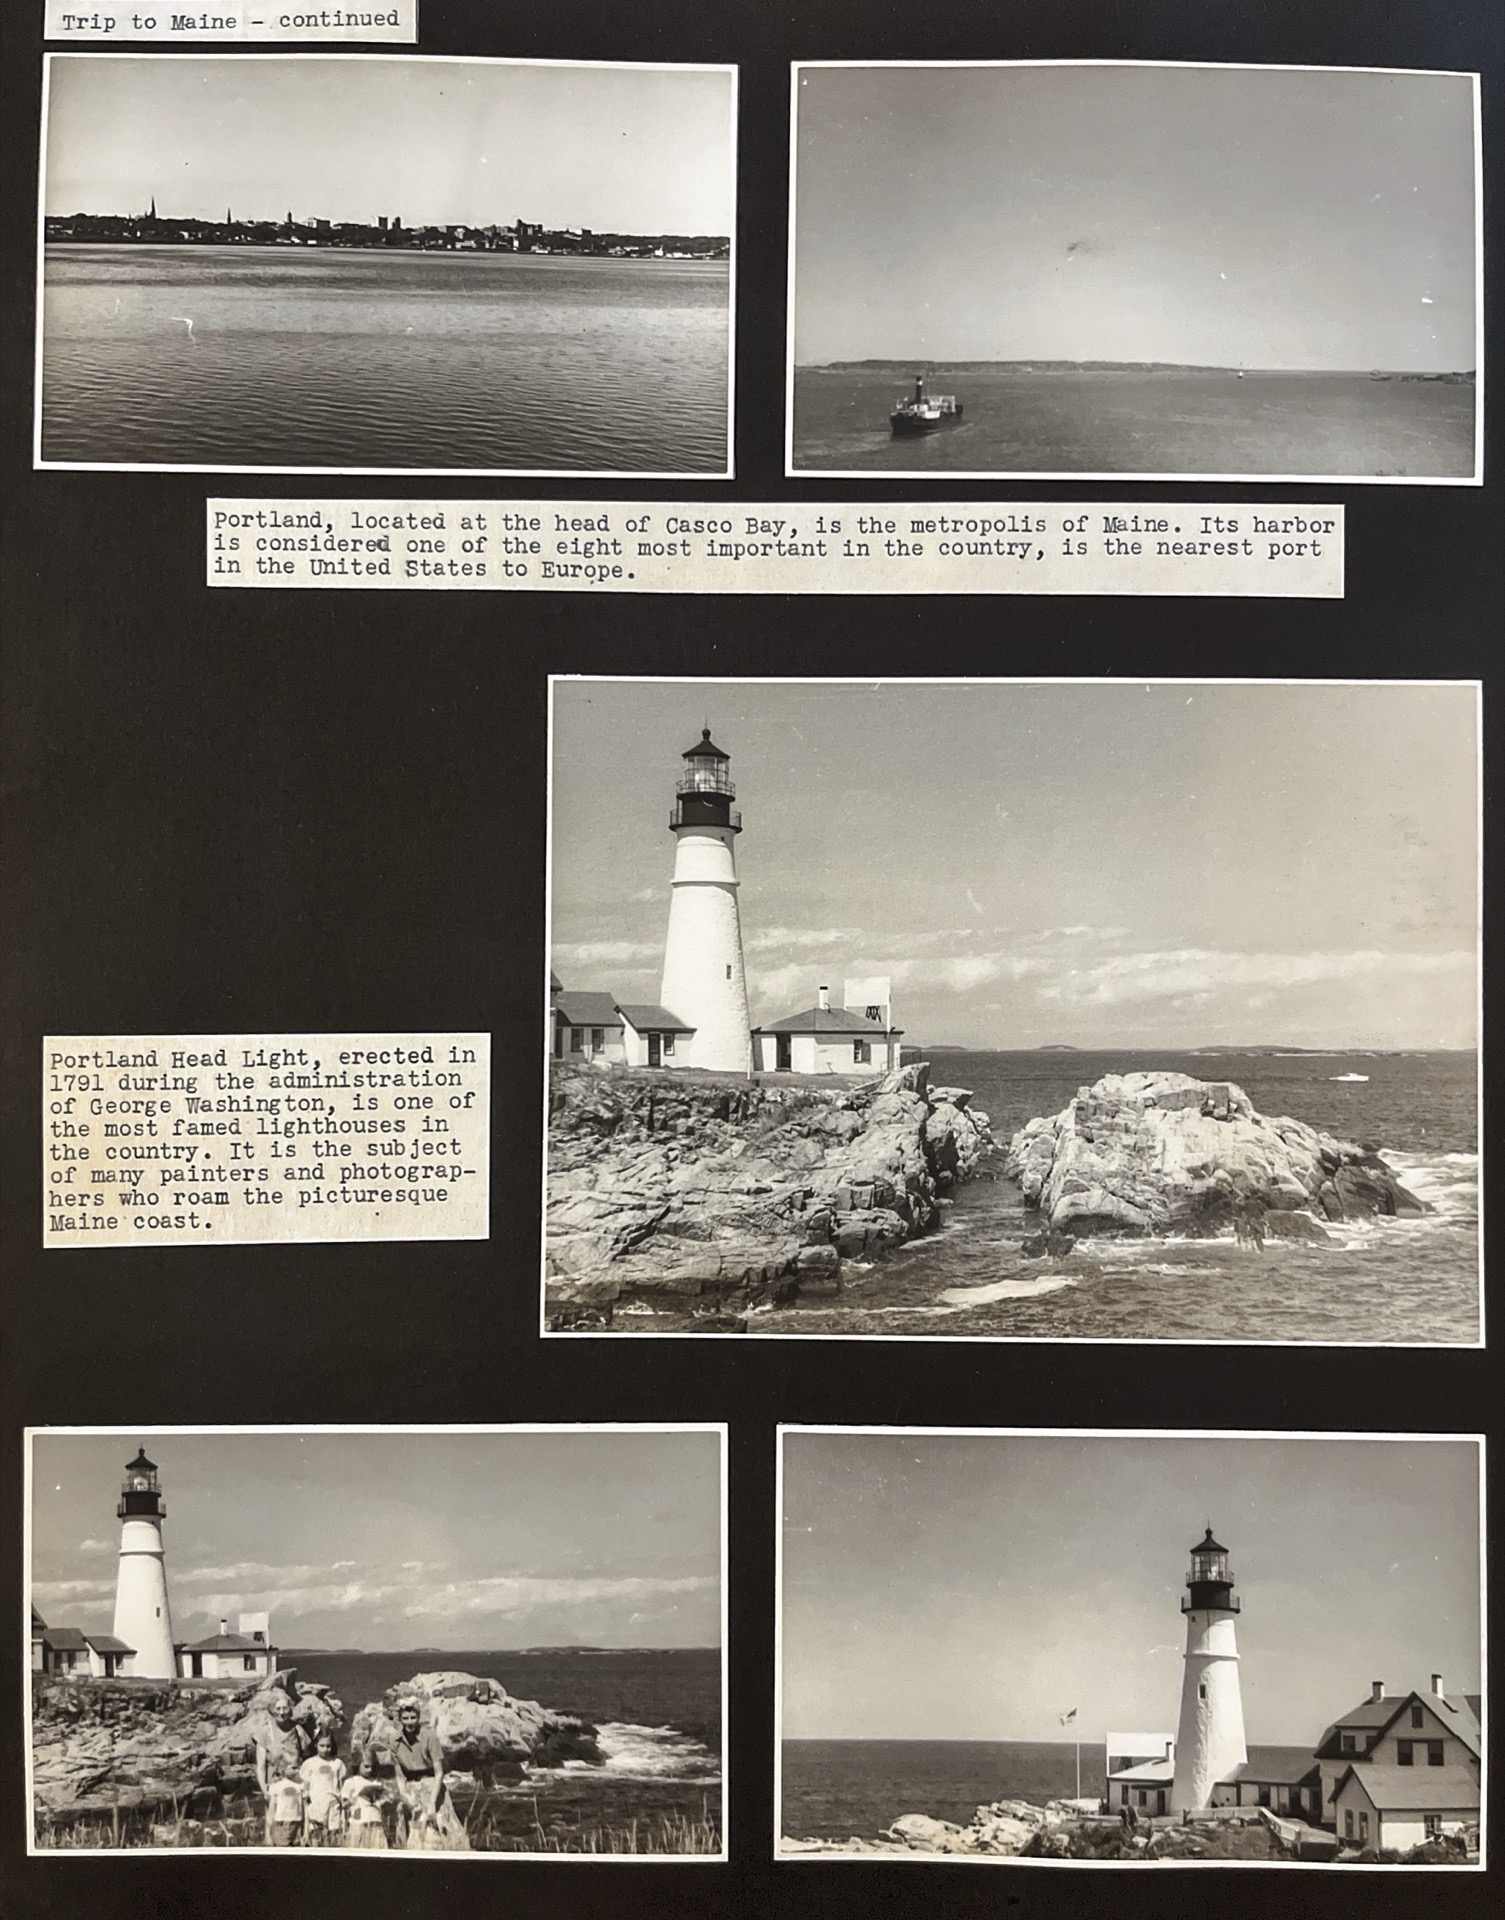 Trip to Maine - continued
Portland, located at the head of Casco Bay, is the metropolis of Maine. Its harbor
is considered one of the eight most important in the country, is the nearest port
in the United States to Europe.
Portland Head Light, erected in
1791 during the administration
of George Washington, is one of
the most famed lighthouses in
the country. It is the subject
of many painters and photograp-
hers who roam the picturesque
Maine coast.